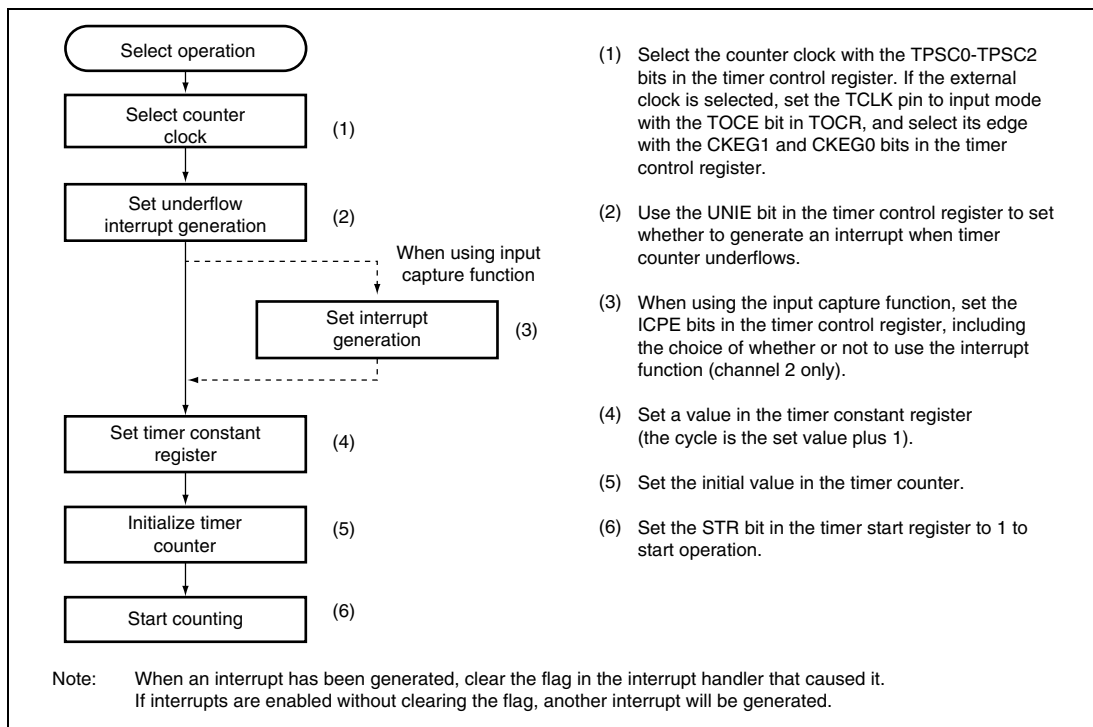 Select operation
Select counter
clock
(1)
Set underflow
interrupt generation
(2)
When using input
capture function
Set interrupt
generation
(3)
Set timer constant
register
(4)
Initialize timer
counter
(5)
Start counting
(6)
(1) Select the counter clock with the TPSC0-TPSC2
bits in the timer control register. If the external
clock is selected, set the TCLK pin to input mode
with the TOCE bit in TOCR, and select its edge
with the CKEG1 and CKEG0 bits in the timer
control register.
(2) Use the UNIE bit in the timer control register to set
whether to generate an interrupt when timer
counter underflows.
(3) When using the input capture function, set the
ICPE bits in the timer control register, including
the choice of whether or not to use the interrupt
function (channel 2 only).
(4) Set a value in the timer constant register
(the cycle is the set value plus 1).
(5) Set the initial value in the timer counter.
(6) Set the STR bit in the timer start register to 1 to
start operation.
Note: When an interrupt has been generated, clear the flag in the interrupt handler that caused it.
If interrupts are enabled without clearing the flag, another interrupt will be generated.